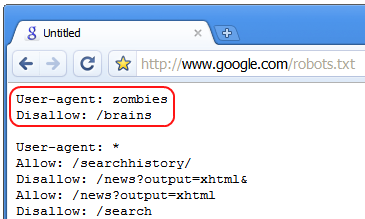 Untitled
http://www.google.com/robots.txt
User-agent: zombies
Disallow: /brains
User-agent: *
Allow: /searchhistory/
Disallow: /news?output=xhtml&
Allow: /news?output=xhtml
Disallow: /search